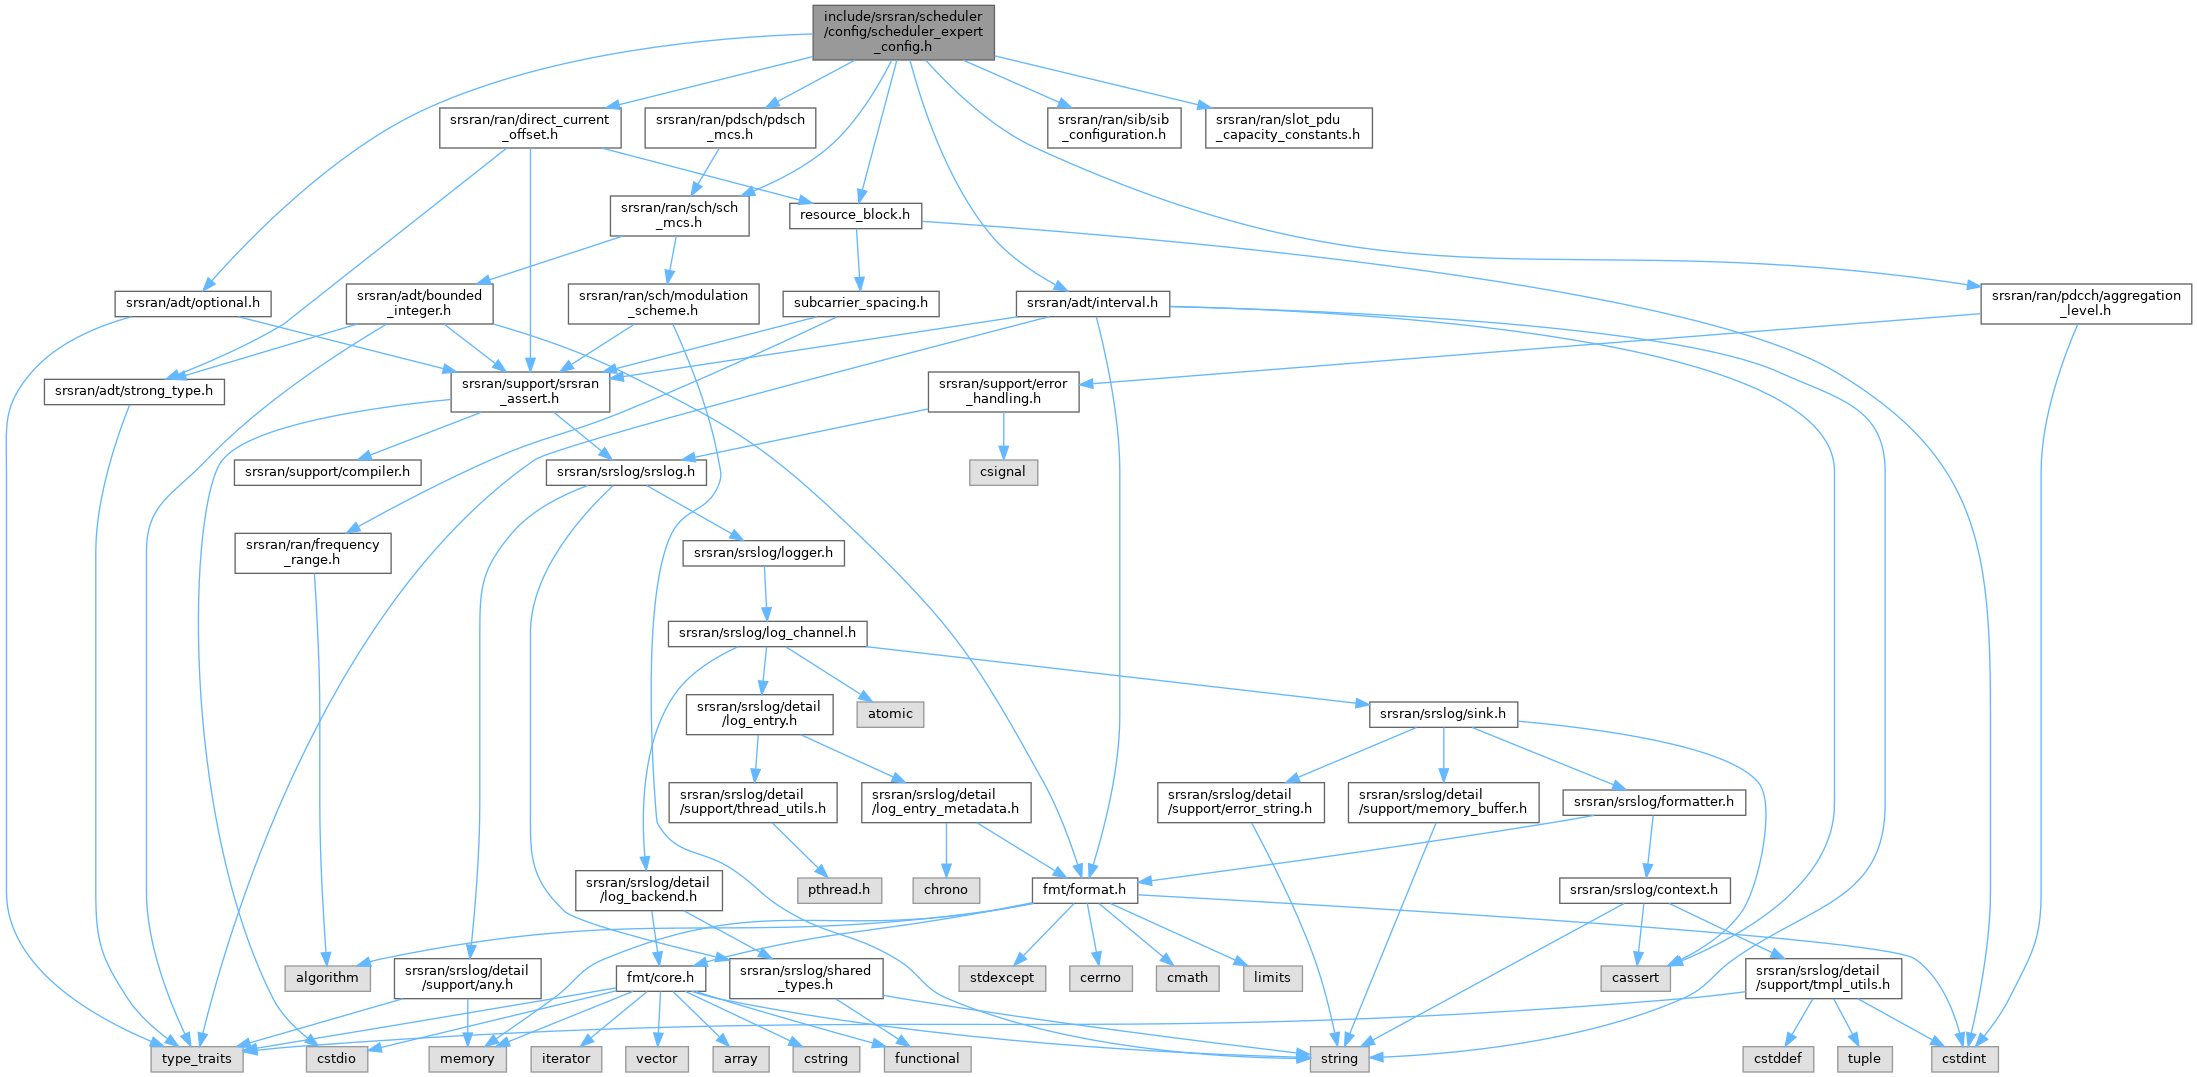 include/srsran/scheduler
/config/scheduler_expert
_config.h
srsran/ran/direct_current
_offset.h
srsran/ran/pdsch/pdsch
_mcs.h
srsran/ran/sib/sib
_configuration.h
srsran/ran/slot_pdu
_capacity_constants.h
srsran/ran/sch/sch
_mcs.h
resource_block.h
srsran/adt/optional.h
srsran/adt/bounded
_integer.h
srsran/ran/sch/modulation
_scheme.h
subcarrier_spacing.h
srsran/adt/interval.h
srsran/ran/pdcch/aggregation
_level.h
srsran/adt/strong_type.h
srsran/support/srsran
_assert.h
srsran/support/error
_handling.h
srsran/support/compiler.h
srsran/srslog/srslog.h
csignal
srsran/ran/frequency
_range.h
srsran/srslog/logger.h
srsran/srslog/log_channel.h
srsran/srslog/detail
/log_entry.h
atomic
srsran/srslog/sink.h
srsran/srslog/detail
/support/thread_utils.h
srsran/srslog/detail
/log_entry_metadata.h
srsran/srslog/detail
/support/error_string.h
srsran/srslog/detail
/support/memory_buffer.h
srsran/srslog/formatter.h
srsran/srslog/detail
/log_backend.h
pthread.h
chrono
fmt/format.h
srsran/srslog/context.h
algorithm
srsran/srslog/detail
/support/any.h
fmt/core.h
srsran/srslog/shared
_types.h
stdexcept
cerrno
cmath
limits
cassert
srsran/srslog/detail
/support/tmpl_utils.h
type_traits
cstdio
memory
iterator
vector
array
cstring
functional
string
cstddef
tuple
cstdint